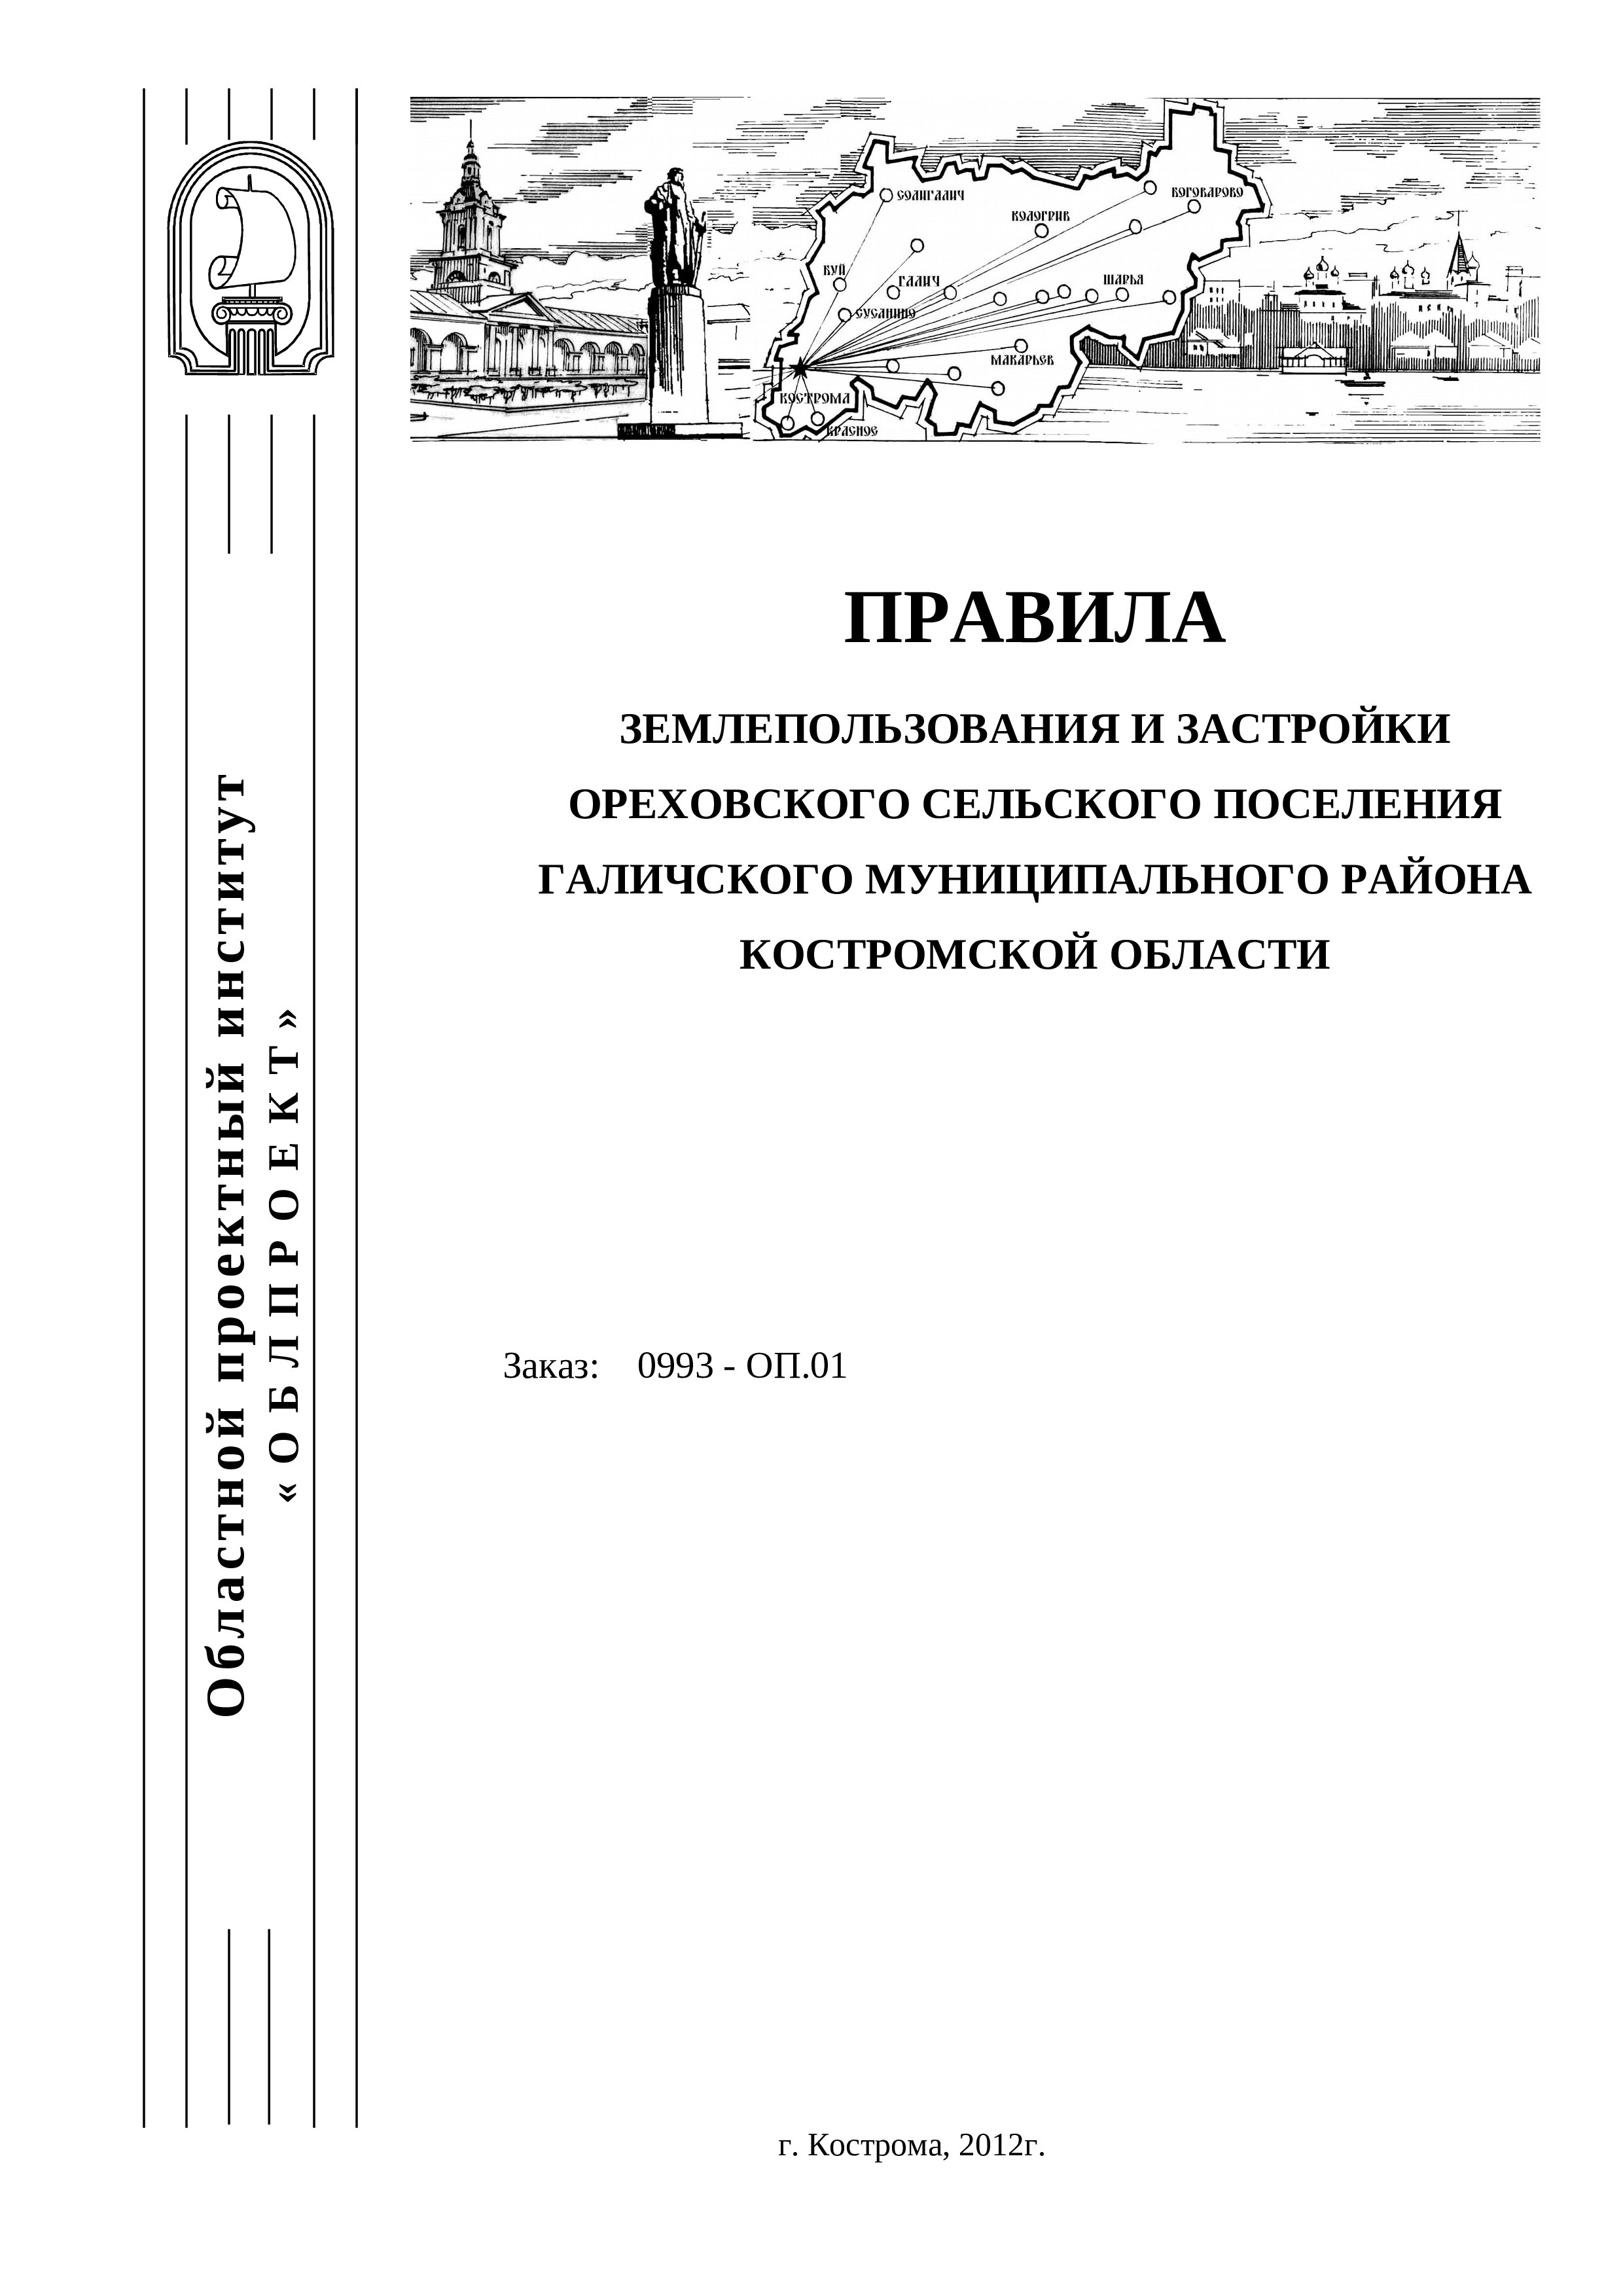 СОЛИГАЛИЧ
БОГОВАРОВО
КОЛОГРИВ
БУЙ
ГАЛИЧ
ШАРЬЯ
СУСАНИНО
МАКАРЬЕВ
КОСТРОМА
КРАСНОЕ
ПРАВИЛА
ЗЕМЛЕПОЛЬЗОВАНИЯ И ЗАСТРОЙКИ
ОРЕХОВСКОГО СЕЛЬСКОГО ПОСЕЛЕНИЯ
ГАЛИЧСКОГО МУНИЦИПАЛЬНОГО РАЙОНА
КОСТРОМСКОЙ ОБЛАСТИ
Областной проектный институт
«ОБЛПРОЕКТ»
Заказ: 0993 - ОП.01
г. Кострома, 2012г.